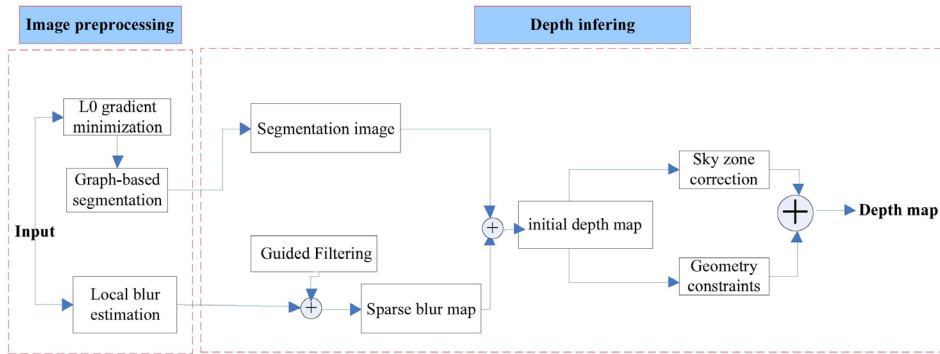 Image preprocessing
Depth infering
L0 gradient
minimization
Graph-based
segmentation
Input
Local blur
estimation
Segmentation image
Guided Filtering
Sparse blur map
initial depth map
Sky zone
correction
Geometry
constraints
Depth map